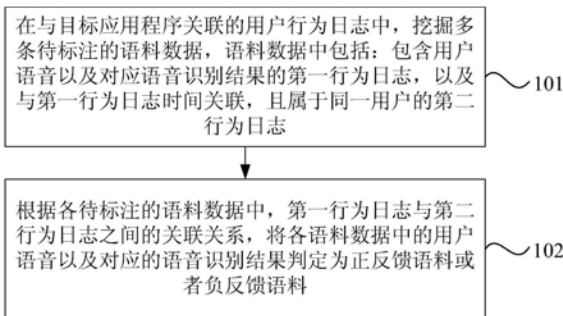 在与目标应用程序关联的用户行为日志中，挖掘多
条待标注的语料数据，语料数据中包括：包含用户
语音以及对应语音识别结果的第一行为日志，以及
与第一行为日志时间关联，且属于同一用户的第二
行为日志
101
根据各待标注的语料数据中，第一行为日志与第二
行为日志之间的关联关系，将各语料数据中的用户
语音以及对应的语音识别结果判定为正反馈语料或
者负反馈语料
102